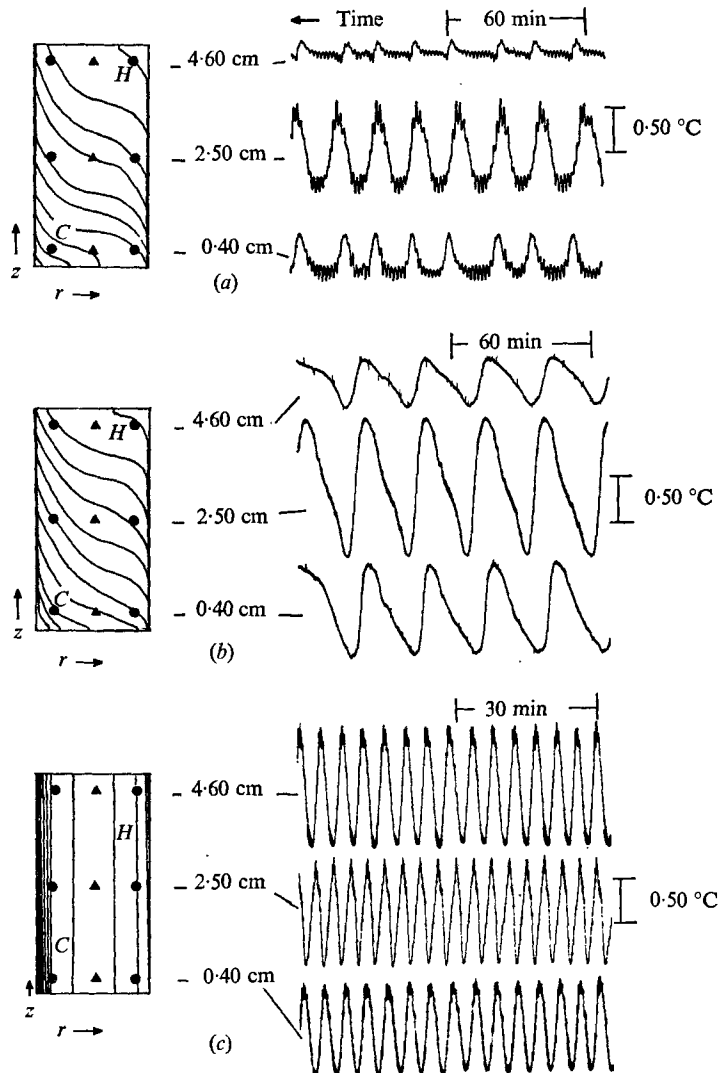 ← Time
60 min
4·60 cm
H
0·50 °C
2·50 cm
C
0·40 cm
z
r →
(a)
60 min
4·60 cm
H
0·50 °C
2·50 cm
C
0·40 cm
z
r →
(b)
30 min
4·60 cm
H
2·50 cm
0·50 °C
C
0·40 cm
z
r →
(c)